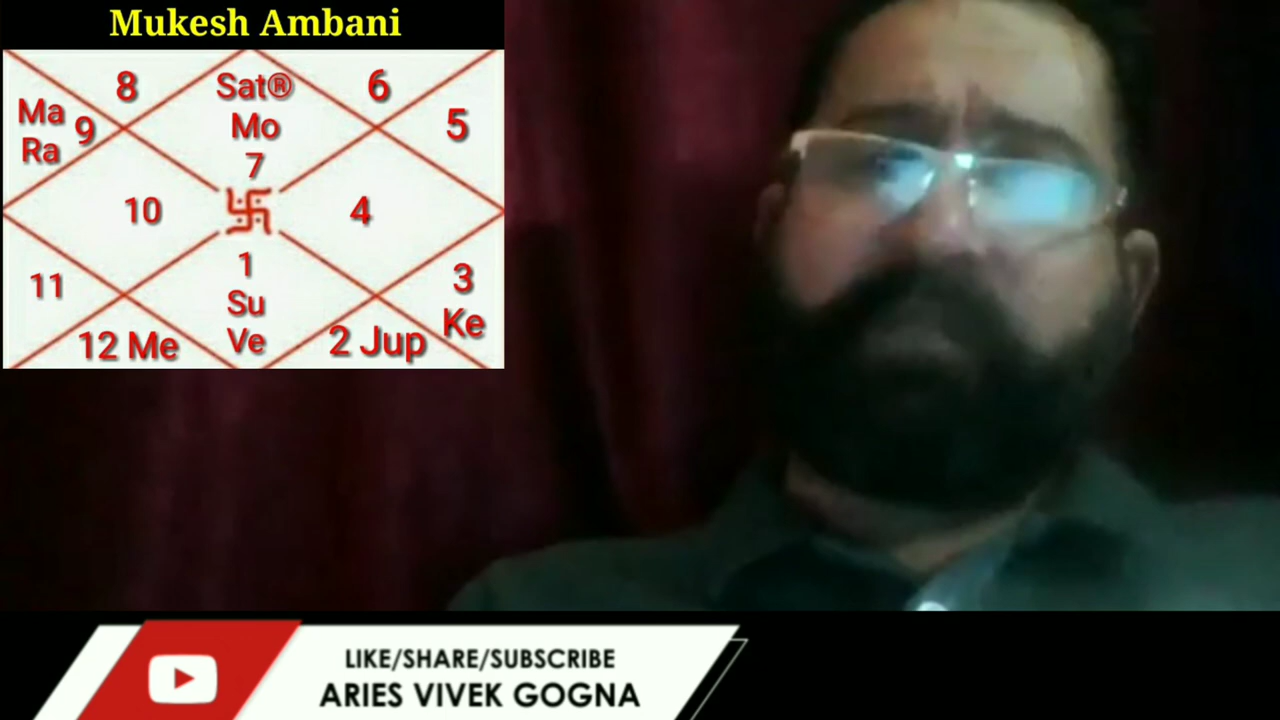 Mukesh Ambani
8
Sat®
Mo
7
6
5
Ma
Ra
9
10
4
11
1
Su
Ve
3
Ke
12 Me
2 Jup
LIKE/SHARE/SUBSCRIBE
ARIES VIVEK GOGNA